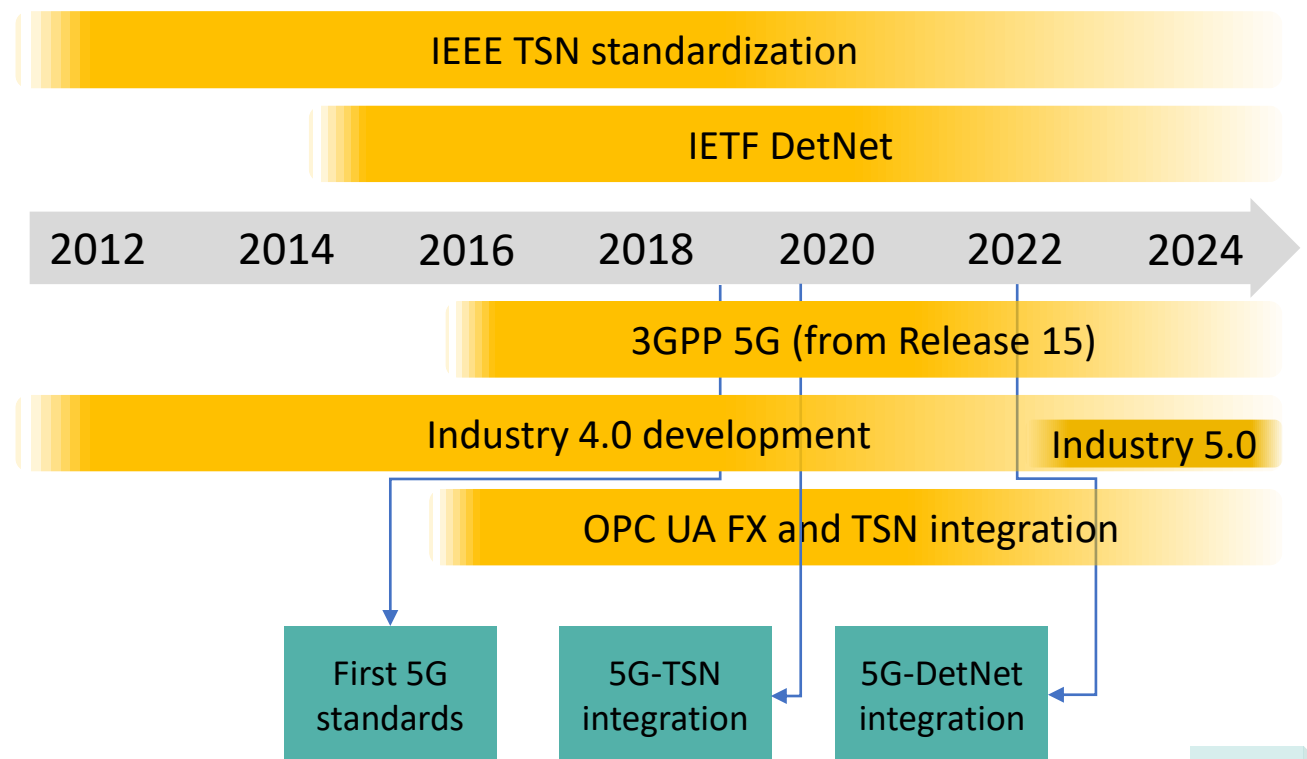 IEEE TSN standardization
IETF DetNet
2012 2014 2016 2018 2020 2022 2024
3GPP 5G (from Release 15)
Industry 4.0 development
Industry 5.0
OPC UA FX and TSN integration
First 5G
standards
5G-TSN
integration
5G-DetNet
integration